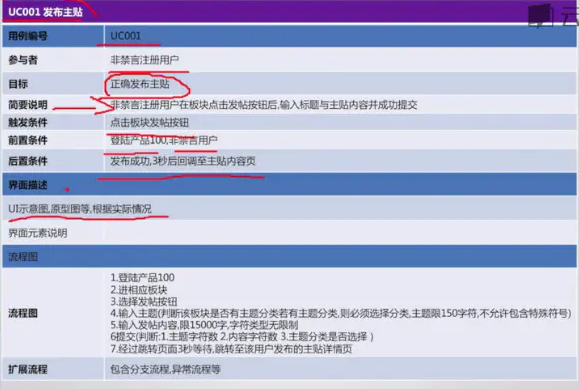 UC001 发布主贴
云
用例编号 UC001
参与者 非禁言注册用户
目标 正确发布主贴
简要说明 非禁言注册用户在板块点击发帖按钮后,输入标题与主贴内容并成功提交
触发条件 点击板块发帖按钮
前置条件 登陆产品100,非禁言用户
后置条件 发布成功,3秒后回调至主贴内容页
界面描述
UI示意图,原型图等,根据实际情况
界面元素说明
流程图
流程图
1.登陆产品100
2.进相应板块
3.选择发帖按钮
4.输入主题(判断该板块是否有主题分类若有主题分类,则必须选择分类,主题限150字符,不允许包含特殊符号)
5.输入发帖内容,限15000字,字符类型无限制
6提交(判断:1.主题字符数 2.内容字符数 3.主题分类是否选择 )
7.经过跳转页面3秒等待,跳转至该用户发布的主贴详情页
扩展流程 包含分支流程,异常流程等